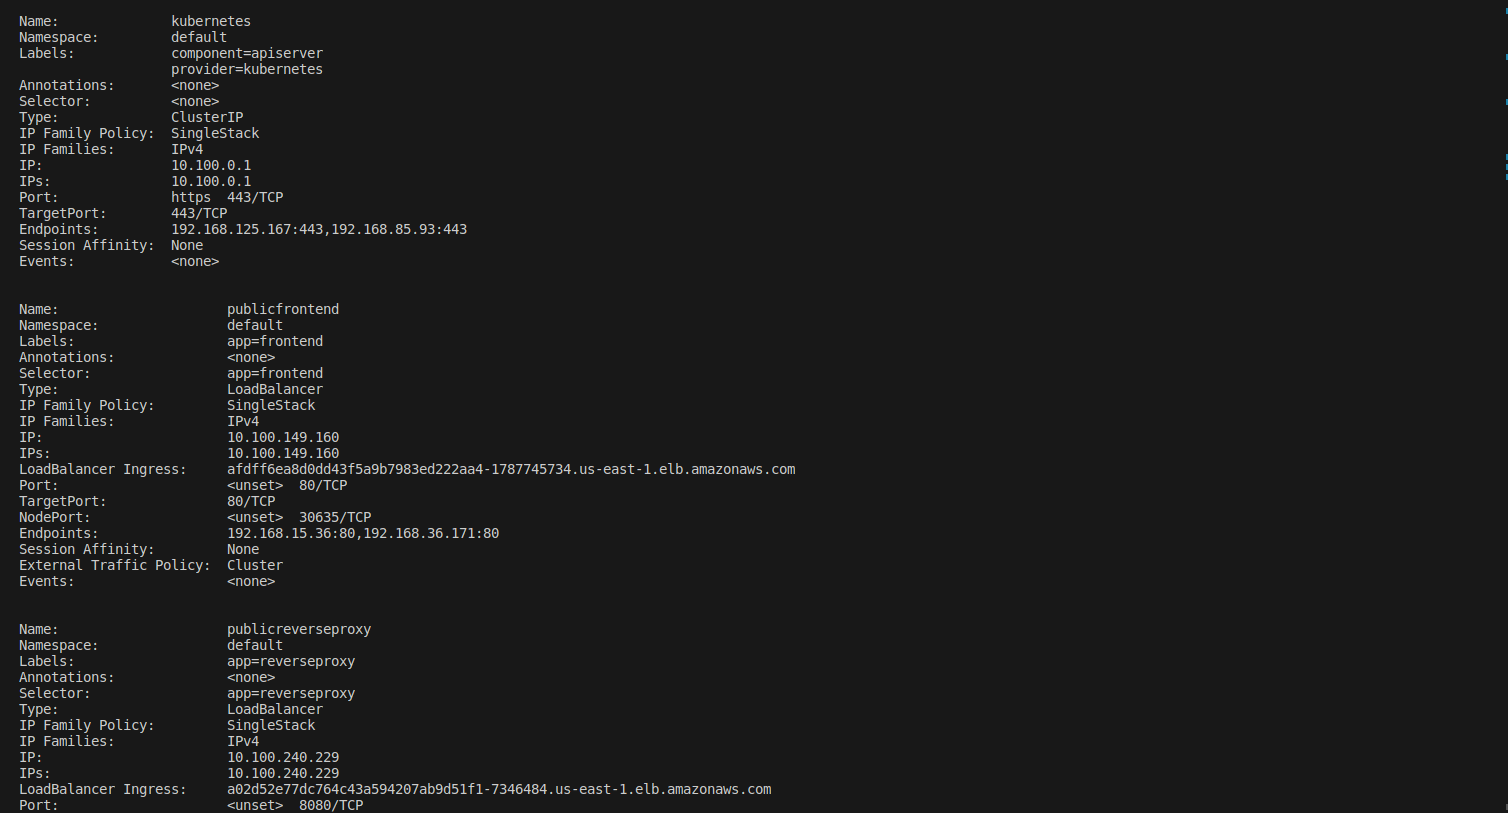 Name:              kubernetes
Namespace:         default
Labels:            component=apiserver
                   provider=kubernetes
Annotations:       <none>
Selector:          <none>
Type:              ClusterIP
IP Family Policy:  SingleStack
IP Families:       IPv4
IP:                10.100.0.1
IPs:               10.100.0.1
Port:              https  443/TCP
TargetPort:        443/TCP
Endpoints:         192.168.125.167:443,192.168.85.93:443
Session Affinity:  None
Events:            <none>

Name:                     publicfrontend
Namespace:                default
Labels:                   app=frontend
Annotations:              <none>
Selector:                 app=frontend
Type:                     LoadBalancer
IP Family Policy:         SingleStack
IP Families:              IPv4
IP:                       10.100.149.160
IPs:                      10.100.149.160
LoadBalancer Ingress:     afdff6ea8d0dd43f5a9b7983ed222aa4-1787745734.us-east-1.elb.amazonaws.com
Port:                     <unset>  80/TCP
TargetPort:               80/TCP
NodePort:                 <unset>  30635/TCP
Endpoints:                192.168.15.36:80,192.168.36.171:80
Session Affinity:         None
External Traffic Policy:  Cluster
Events:                   <none>

Name:                     publicreverseproxy
Namespace:                default
Labels:                   app=reverseproxy
Annotations:              <none>
Selector:                 app=reverseproxy
Type:                     LoadBalancer
IP Family Policy:         SingleStack
IP Families:              IPv4
IP:                       10.100.240.229
IPs:                      10.100.240.229
LoadBalancer Ingress:     a02d52e77dc764c43a594207ab9d51f1-7346484.us-east-1.elb.amazonaws.com
Port:                     <unset>  8080/TCP